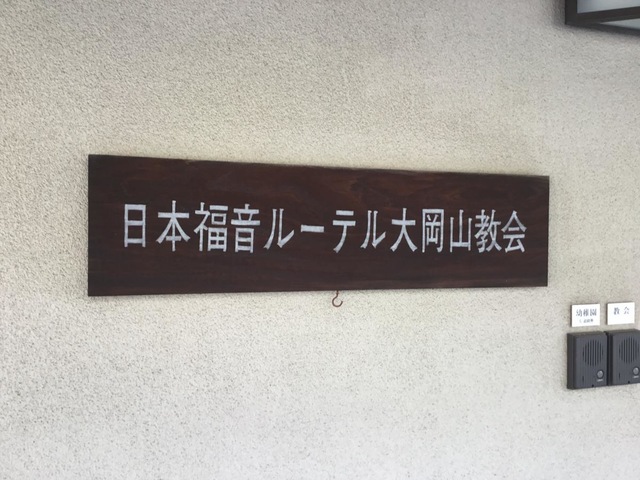 日本福音ルーテル大岡山教会
幼稚園
教会